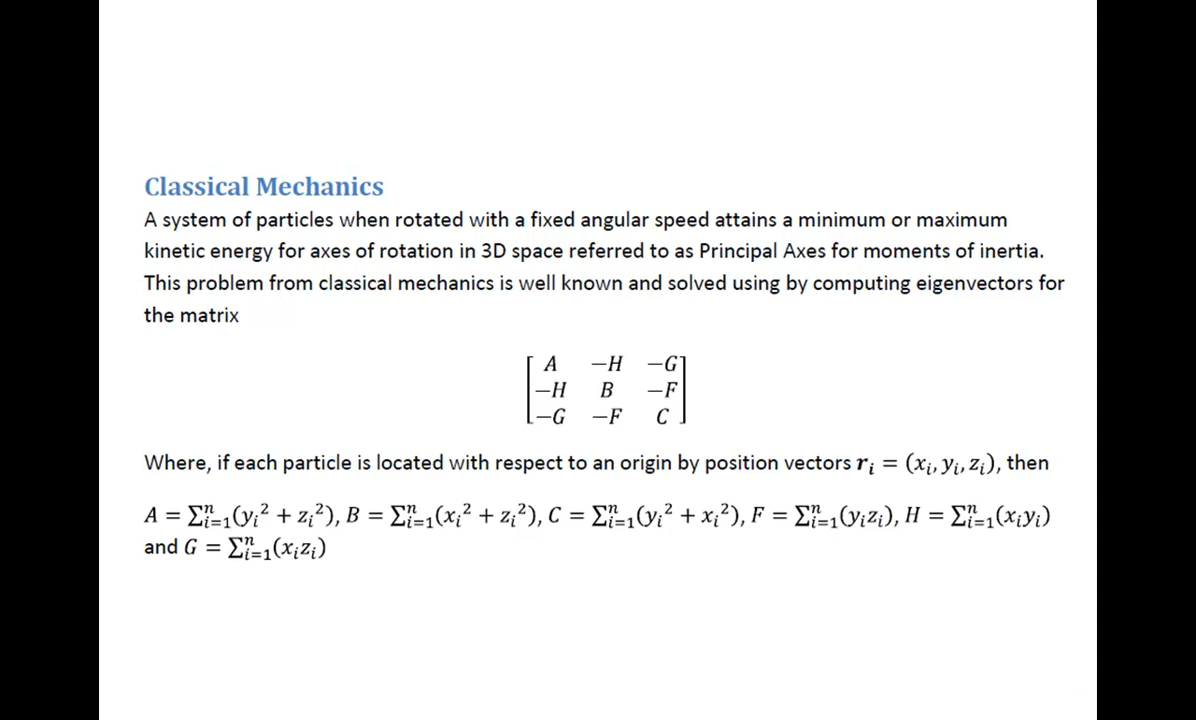 Classical Mechanics
A system of particles when rotated with a fixed angular speed attains a minimum or maximum
kinetic energy for axes of rotation in 3D space referred to as Principal Axes for moments of inertia.
This problem from classical mechanics is well known and solved using by computing eigenvectors for
the matrix
[ A −H −G
−H B −F
−G −F C ]
Where, if each particle is located with respect to an origin by position vectors 𝒓ᵢ = (xᵢ, yᵢ, zᵢ), then
A = ∑ⁿᵢ₌₁(yᵢ² + zᵢ²), B = ∑ⁿᵢ₌₁(xᵢ² + zᵢ²), C = ∑ⁿᵢ₌₁(yᵢ² + xᵢ²), F = ∑ⁿᵢ₌₁(yᵢzᵢ), H = ∑ⁿᵢ₌₁(xᵢyᵢ)
and G = ∑ⁿᵢ₌₁(xᵢzᵢ)